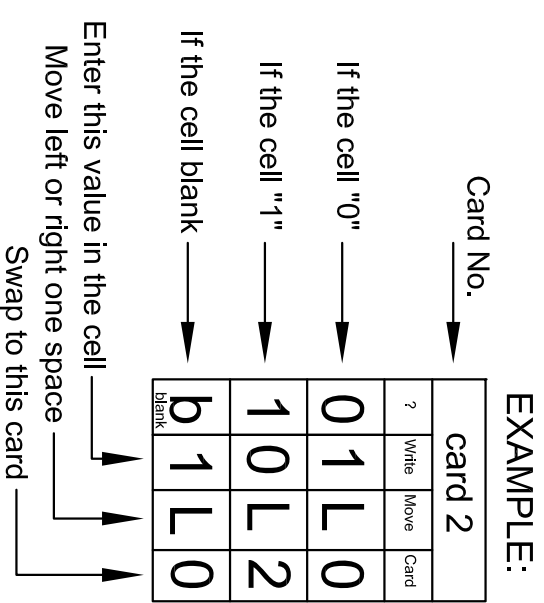 EXAMPLE:
Card No.
card 2
? Write Move Card
If the cell "0"
0 1 L 0
If the cell "1"
1 0 L 2
If the cell blank
b 1 L 0
blank
Enter this value in the cell
Move left or right one space
Swap to this card